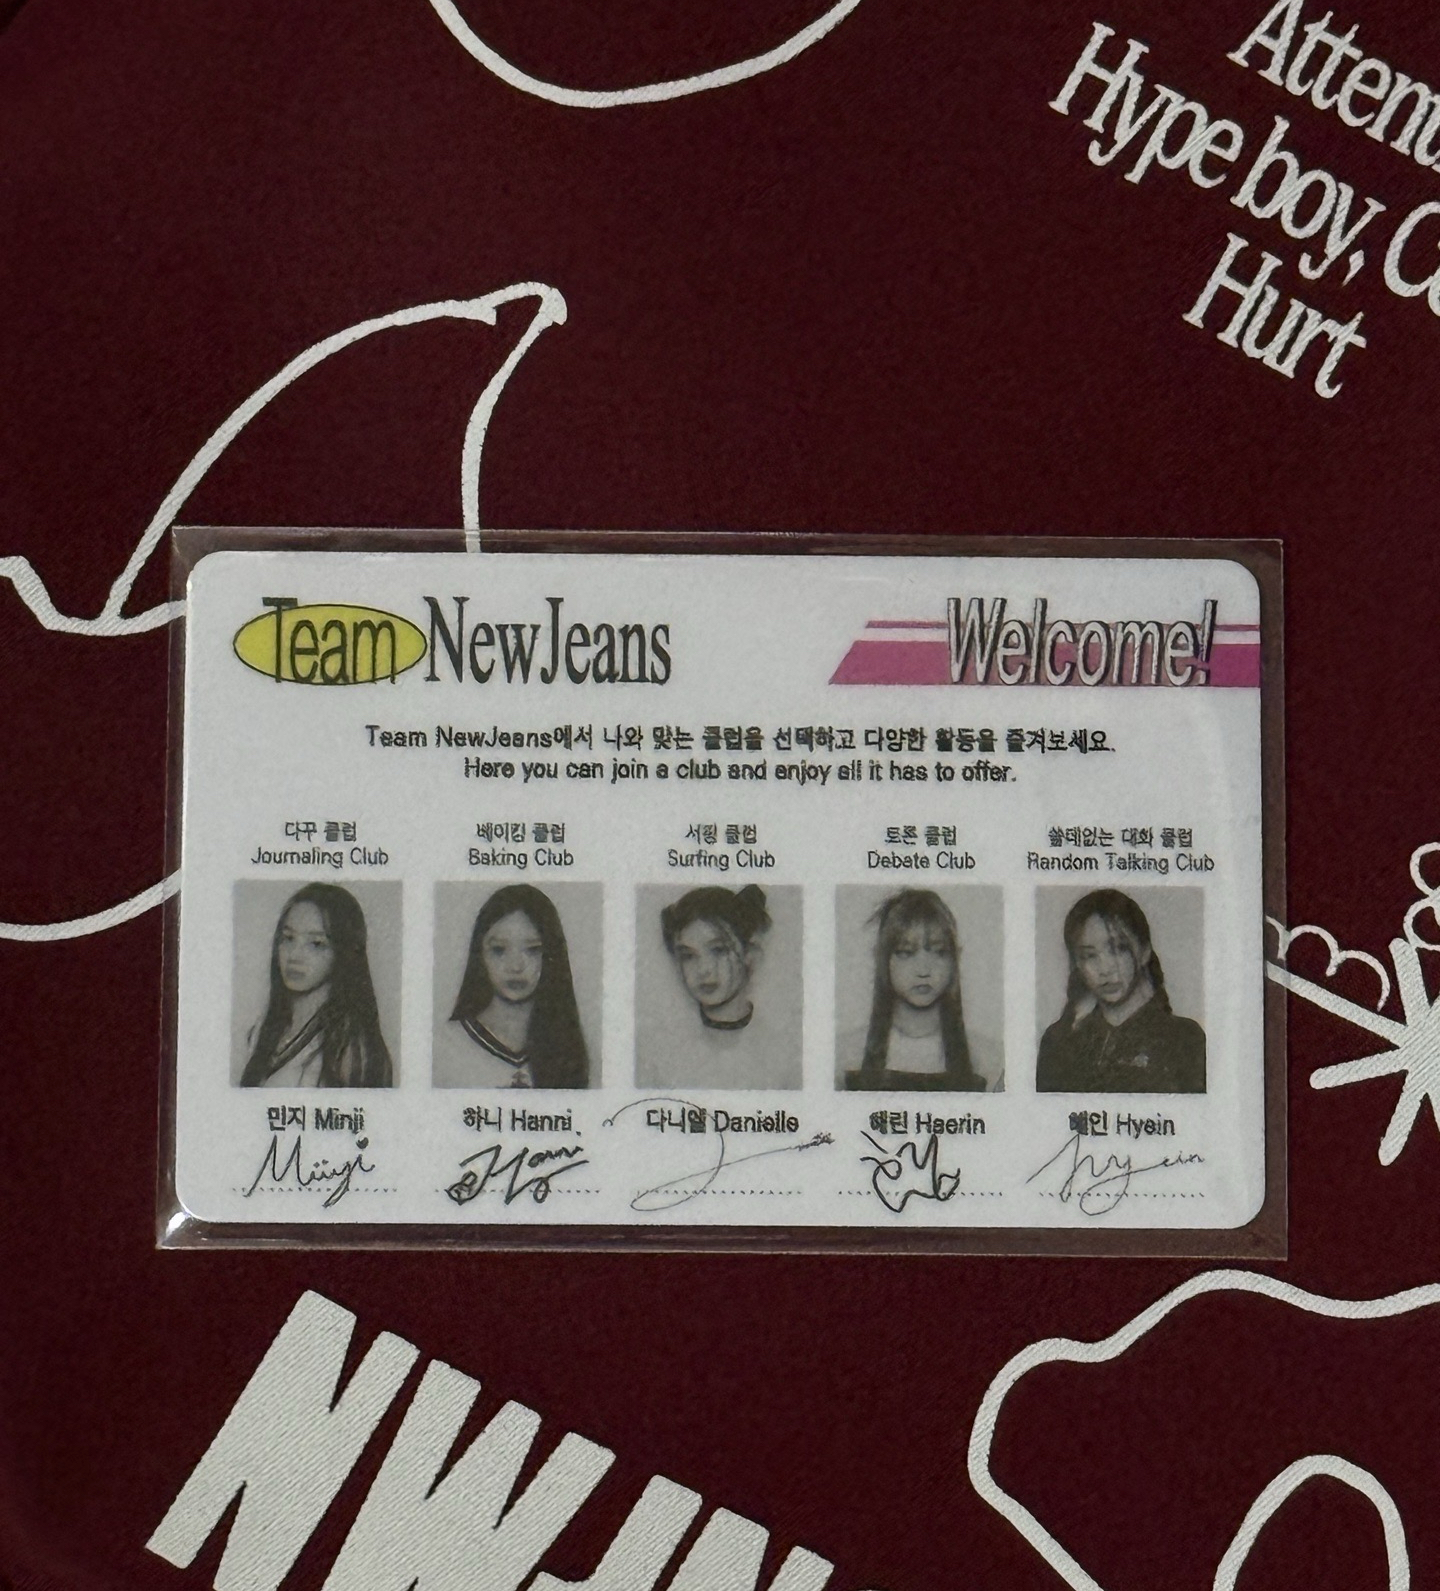 Hype boy,
Hurt
Team NewJeans
Welcome!
Team NewJeans에서 나와 맞는 클럽을 선택하고 다양한 활동을 즐겨보세요.
Here you can join a club and enjoy all it has to offer.
다꾸 클럽
Journaling Club
베이킹 클럽
Baking Club
서핑 클럽
Surfing Club
토론 클럽
Debate Club
쓸데없는 대화 클럽
Random Talking Club
민지 Minji
하니 Hanni
다니엘 Danielle
해린 Haerin
혜인 Hyein
Minji
Hanni
hyein
NWJN